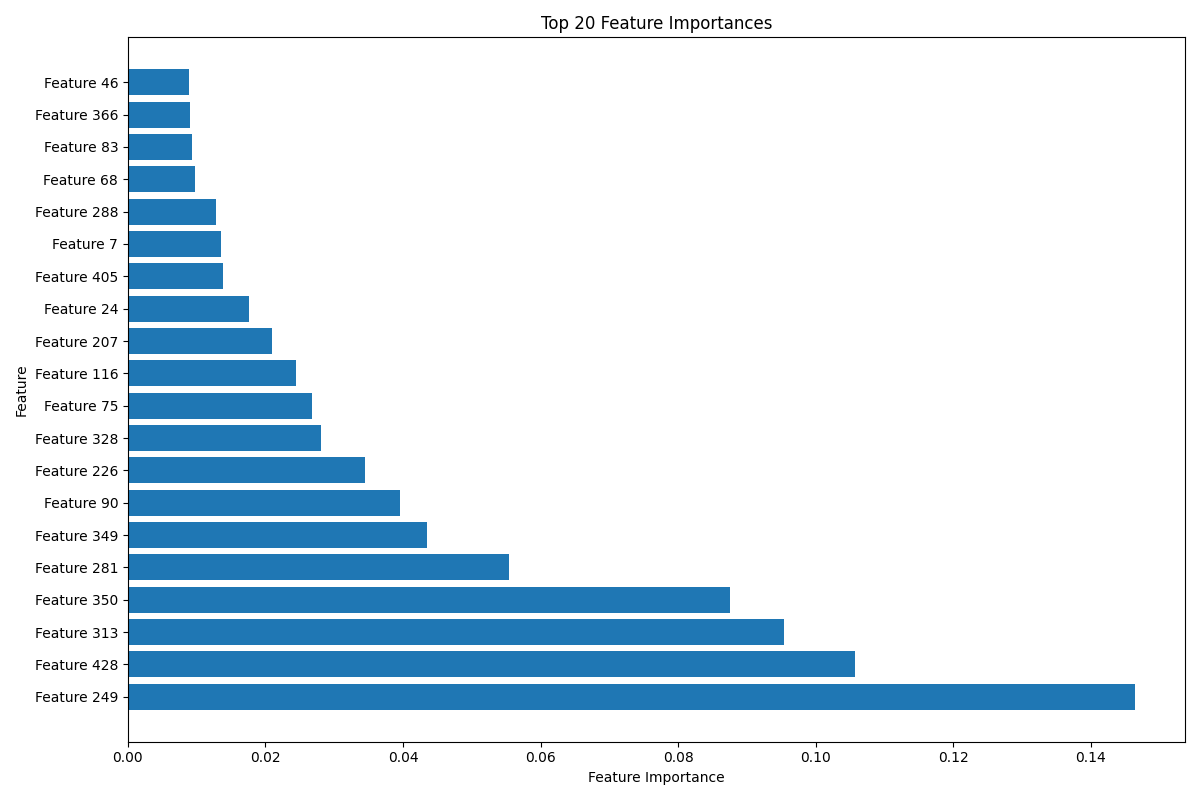 Top 20 Feature Importances
Feature
Feature 46
Feature 366
Feature 83
Feature 68
Feature 288
Feature 7
Feature 405
Feature 24
Feature 207
Feature 116
Feature 75
Feature 328
Feature 226
Feature 90
Feature 349
Feature 281
Feature 350
Feature 313
Feature 428
Feature 249
0.00 0.02 0.04 0.06 0.08 0.10 0.12 0.14
Feature Importance